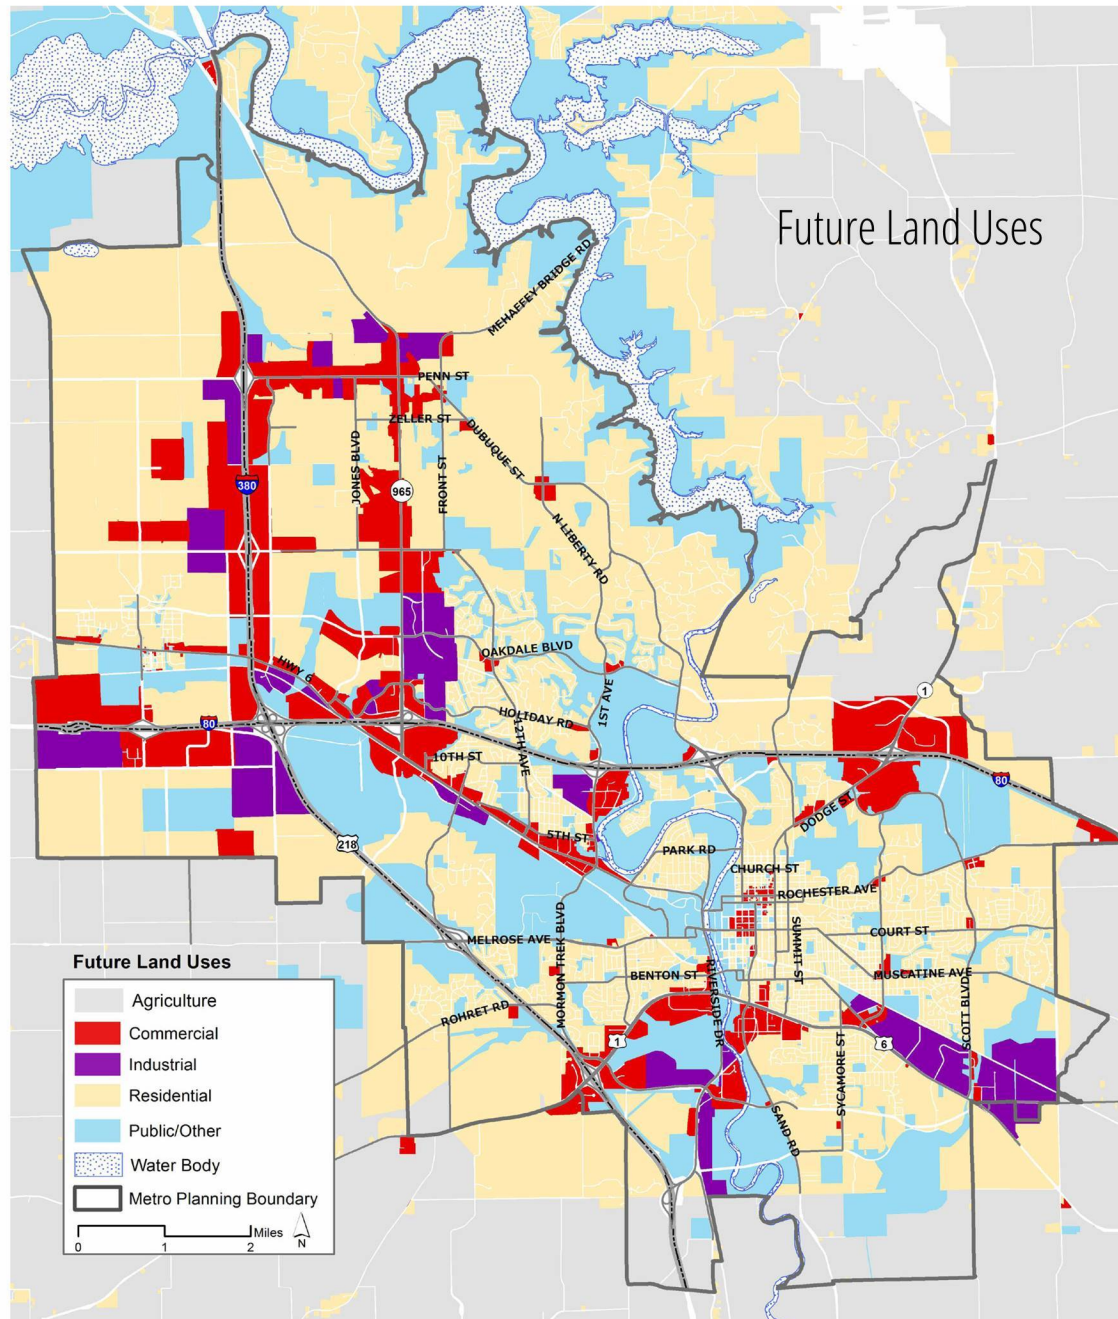 Future Land Uses
MEHAFFEY BRIDGE RD
PENN ST
ZELLER ST
DUBUQUE ST
JONES BLVD
FRONT ST
380
965
N LIBERTY RD
OAKDALE BLVD
HWY 6
1ST AVE
1
HOLIDAY RD
12TH AVE
80
10TH ST
80
DODGE ST
5TH ST
218
PARK RD
CHURCH ST
ROCHESTER AVE
MORMON TREK BLVD
SUMMIT ST
COURT ST
MELROSE AVE
BENTON ST
RIVERSIDE DR
MUSCATINE AVE
SCOTT BLVD
ROHRET RD
1
6
SYCAMORE ST
SAND RD
Future Land Uses
Agriculture
Commercial
Industrial
Residential
Public/Other
Water Body
Metro Planning Boundary
Miles
0 1 2
N